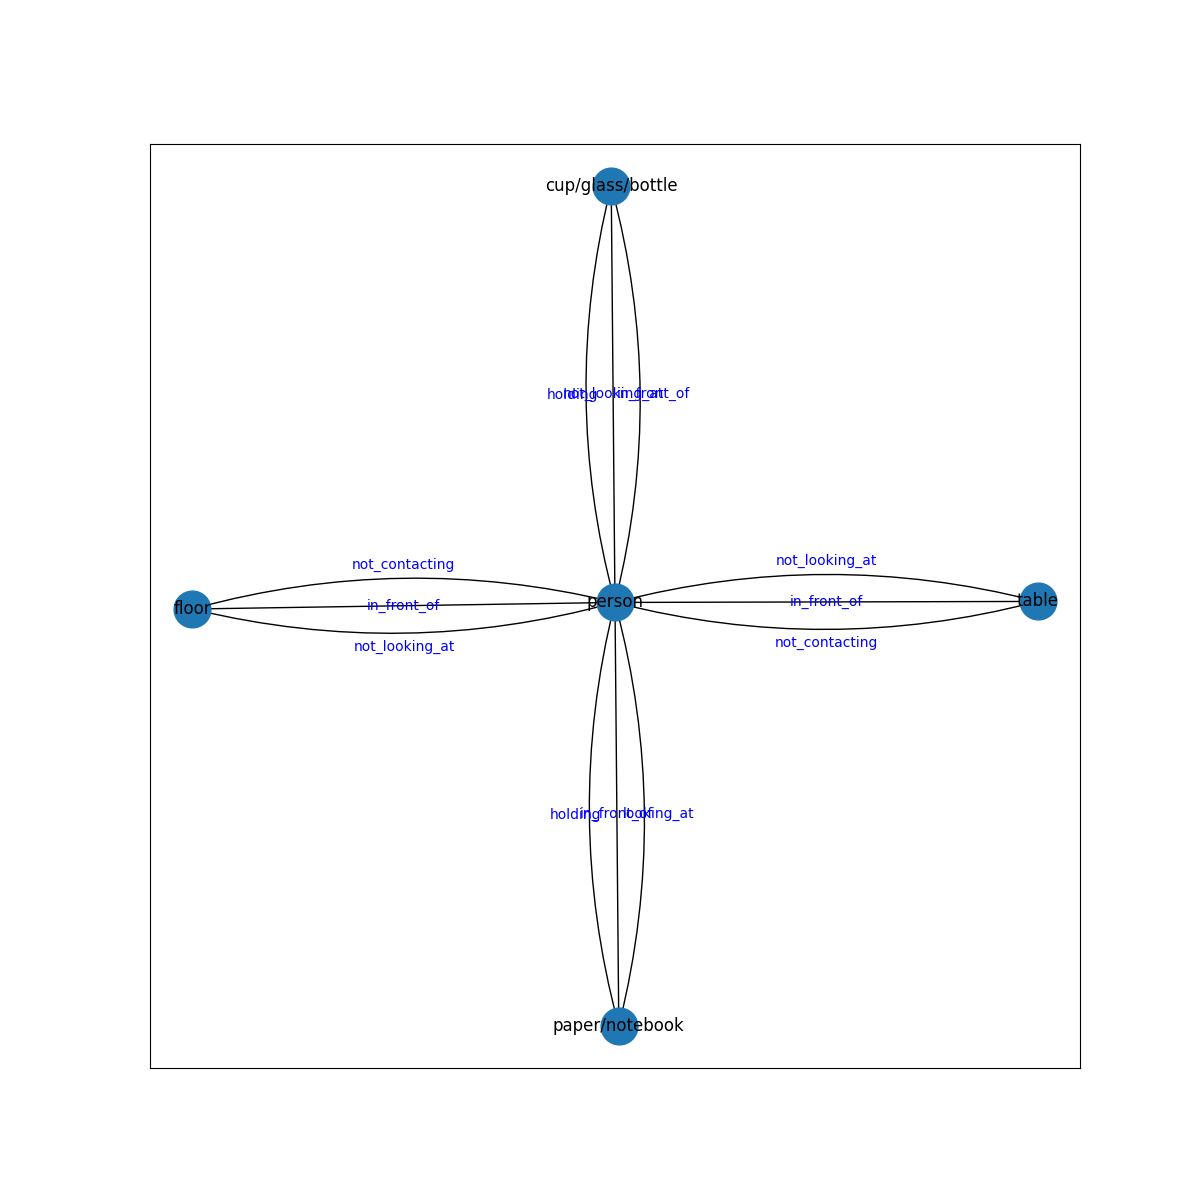 cup/glass/bottle
holding
not_looking_at
in_front_of
not_contacting
in_front_of
not_looking_at
floor
person
not_looking_at
in_front_of
not_contacting
table
holding
in_front_of
looking_at
paper/notebook